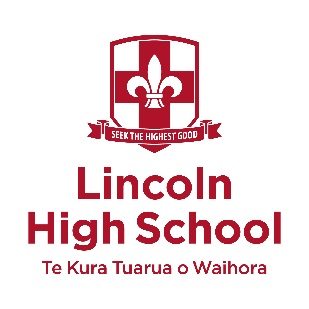 SEEK THE HIGHEST GOOD
Lincoln
High School
Te Kura Tuarua o Waihora